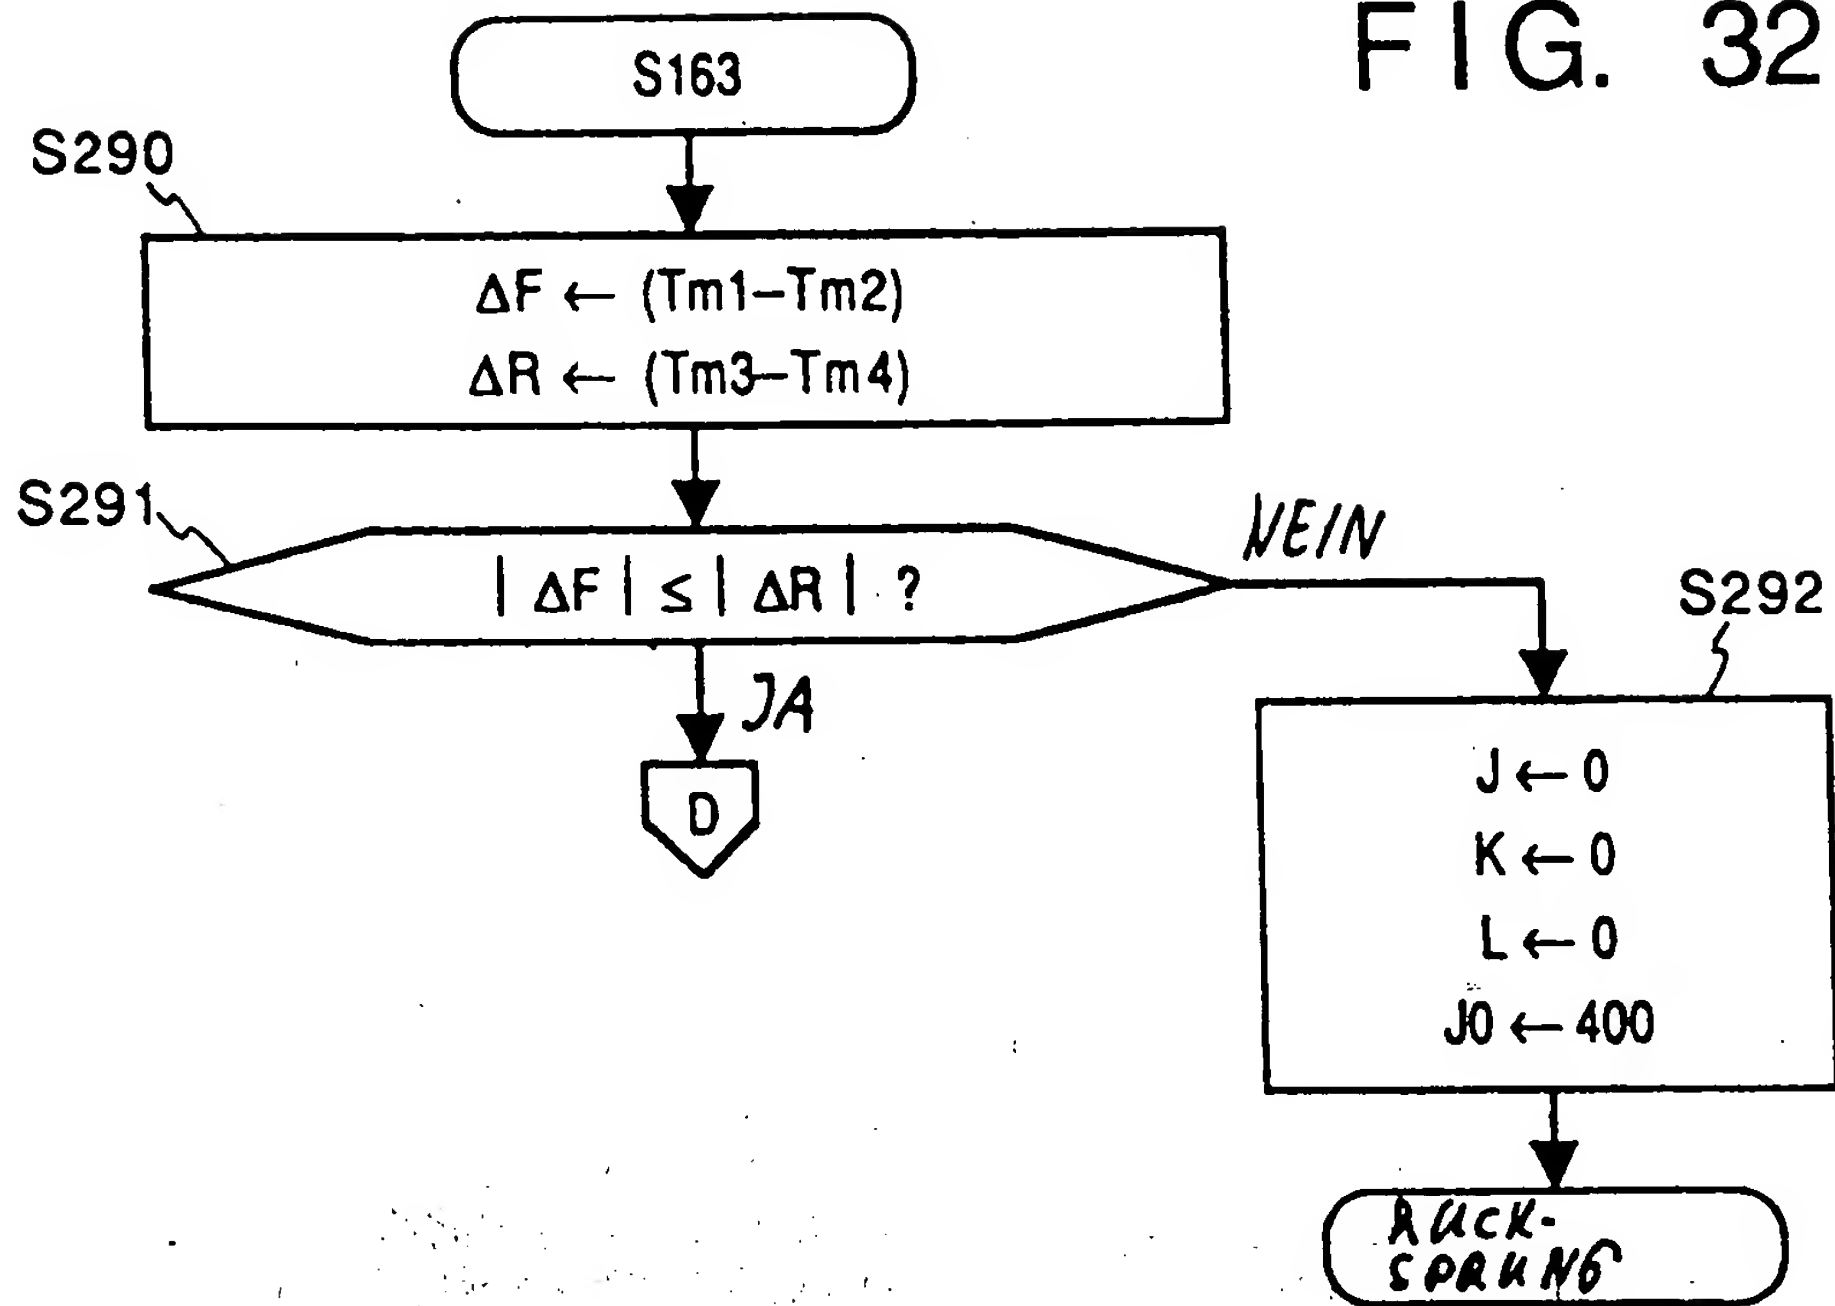 FIG. 32
S163
S290
ΔF ← (Tm1–Tm2)
ΔR ← (Tm3–Tm4)
S291
| ΔF | ≤ | ΔR | ?
NEIN
JA
D
S292
J ← 0
K ← 0
L ← 0
J0 ← 400
RUCK-
SPRUNG